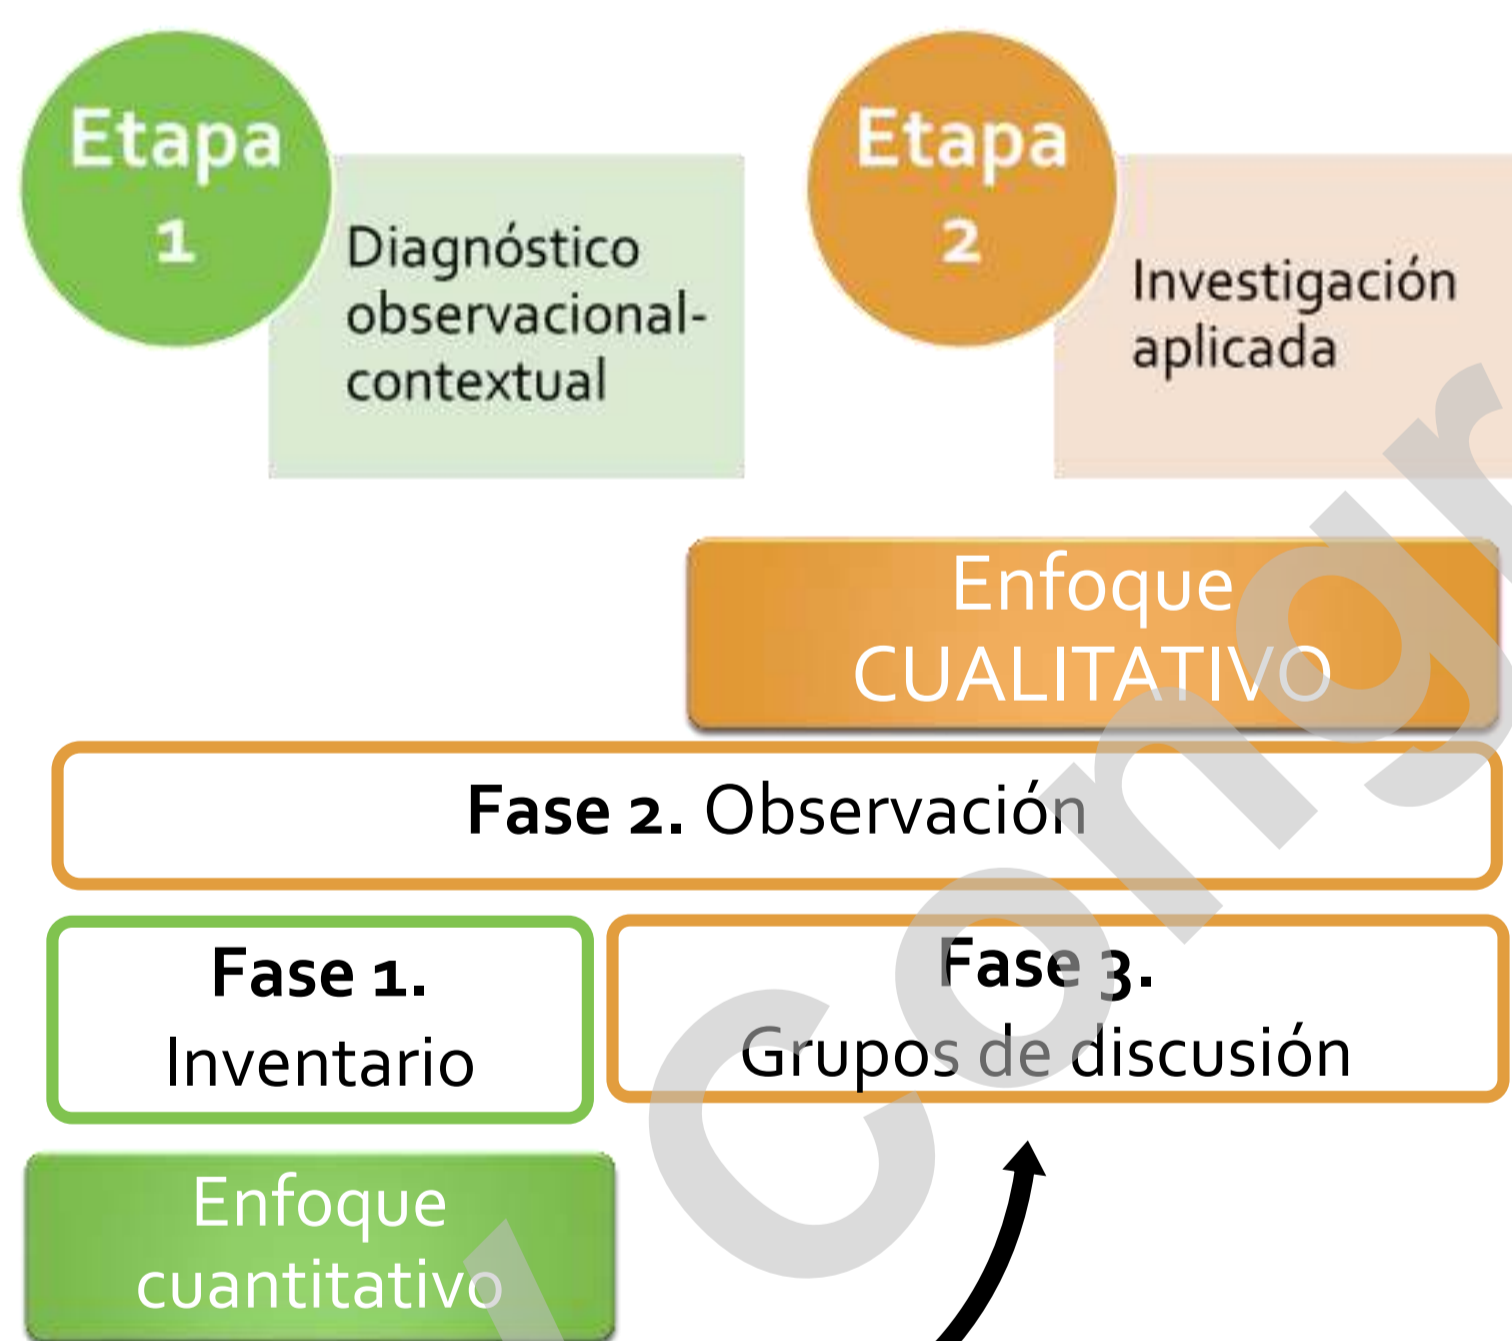 Etapa
1
Diagnóstico
observacional-
contextual
Etapa
2
Investigación
aplicada
Enfoque
CUALITATIVO
Fase 2. Observación
Fase 1.
Inventario
Fase 3.
Grupos de discusión
Enfoque
cuantitativo
Congr